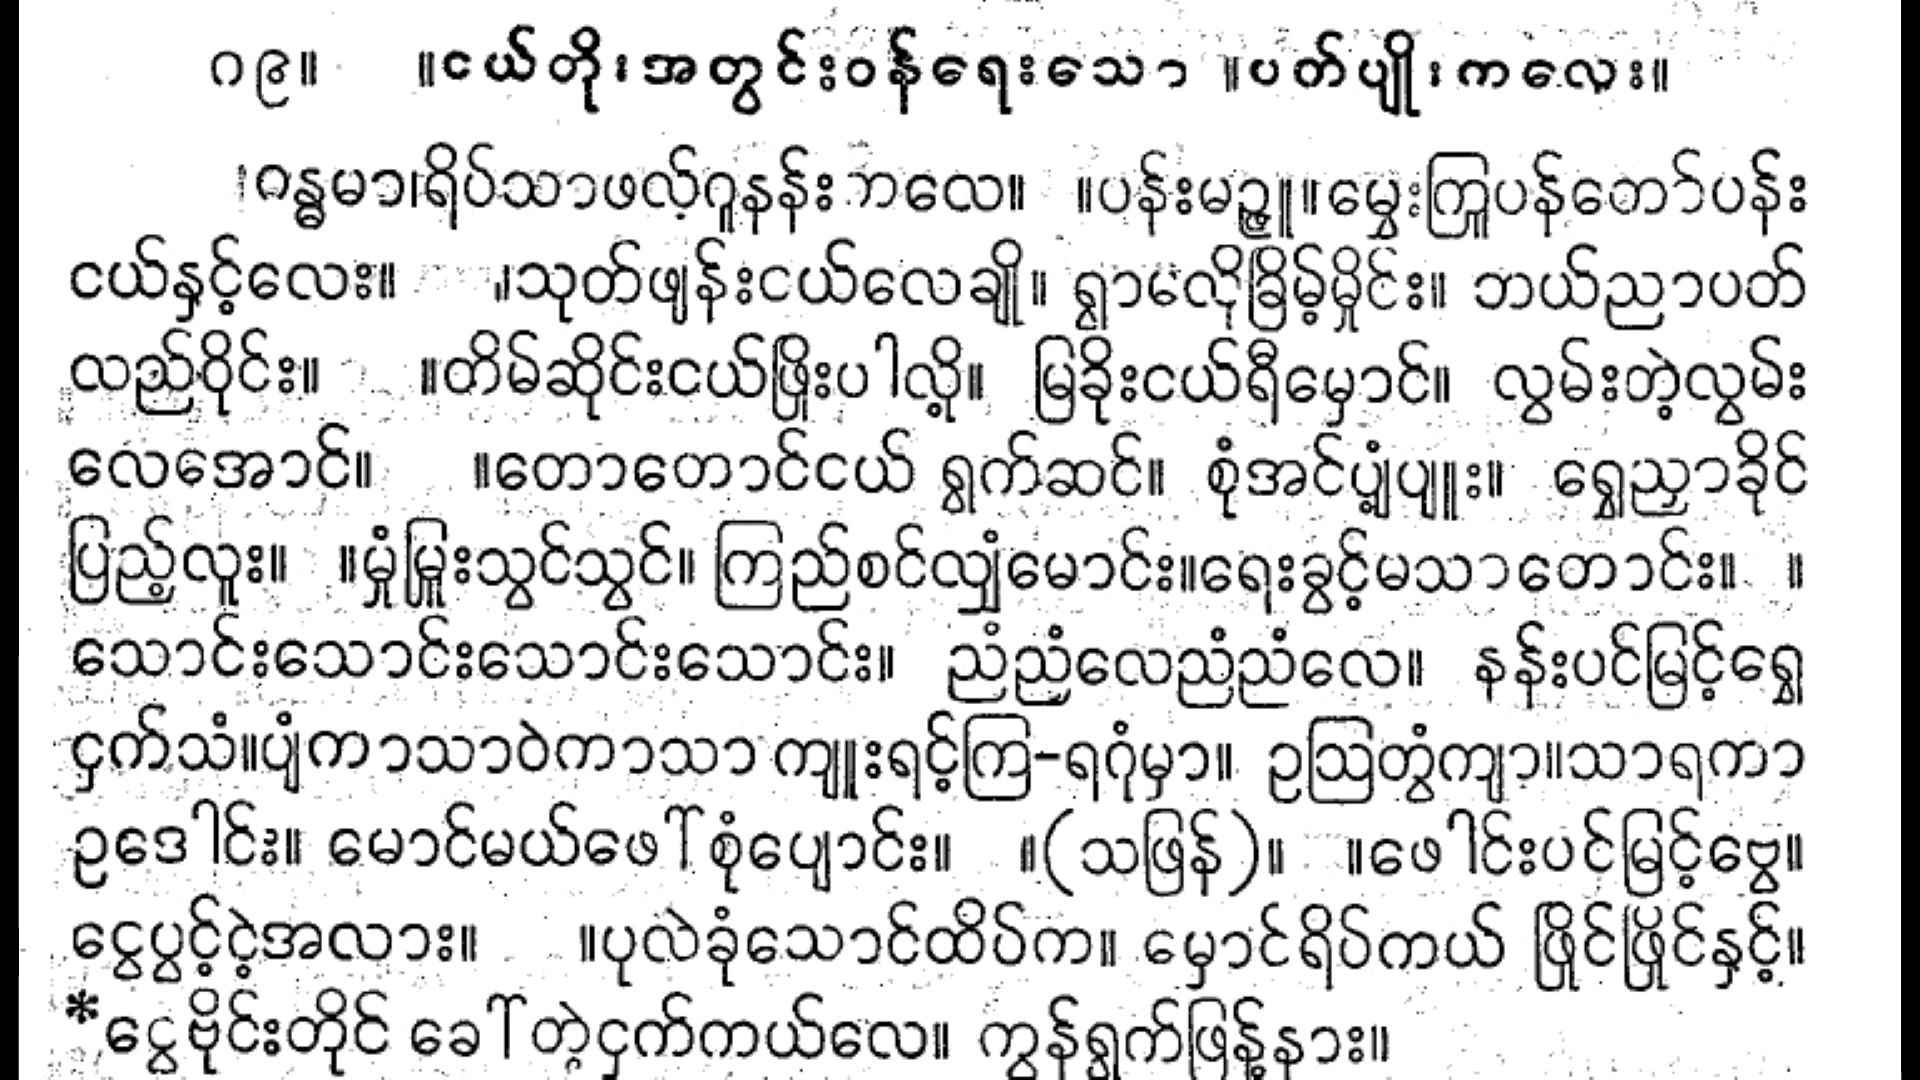 ၇၉။ ။ငယ်တို၊အတွင်းဝန်ရေးသော ။ပတ်ပျို၊ကလေး။
ဂန္ဓမာ၊ရိပ်သာဖလ့်ဂူနန်းဘလေ။ ။ပန်းမဉ္ဇူ။မွှေးကြူပန်တော်ပန်း
ငယ်နှင့်လေး။ ။သုတ်ဖျန်းငယ်လေချို။ ရွာလေိုခြိမ့်မှိုင်း။ ဘယ်ညာပတ်
လည်ဝိုင်း။ ။တိမ်ဆိုင်းငယ်ဖြိုးပါလို့။ မြခိုးငယ်ရီမှောင်။ လွမ်းတဲ့လွမ်း
လေအောင်။ ။တောတောင်ငယ် ရွက်ဆင်။ စုံအင်ပျံ့ပျူး။ ရွှေညှာခိုင်
ပြည့်လူး။ ။မှုံမြူးသွင်သွင်။ ကြည်စင်လျှံမောင်း။ရေးခွင့်မသာတောင်း။ ။
သောင်းသောင်းသောင်းသောင်း။ ညံညံလေညံညံလေ။ နန်းပင်မြင့်ရွှေ
ငှက်သံ။ပျံကာသာဝဲကာသာ ကျူးရင့်ကြ-ရဂုံမှာ။ ဥဩတွံကျာ။သာရကာ
ဥဒေါင်း။ မောင်မယ်ဖေါ်စုံပျောင်း။ ။(သဖြန်)။ ။ဖေါင်းပင်မြင့်ဗွေ။
ငွေပွင့်ငဲ့အလား။ ။ပုလဲခုံသောင်ထိပ်က။ မှောင်ရိပ်ကယ် ဖြိုင်ဖြိုင်နှင့်။
*ငွေဗိုင်းတိုင် ခေါ်တဲ့ငှက်ကယ်လေ။ ကွန်ရွက်ဖြန့်နား။